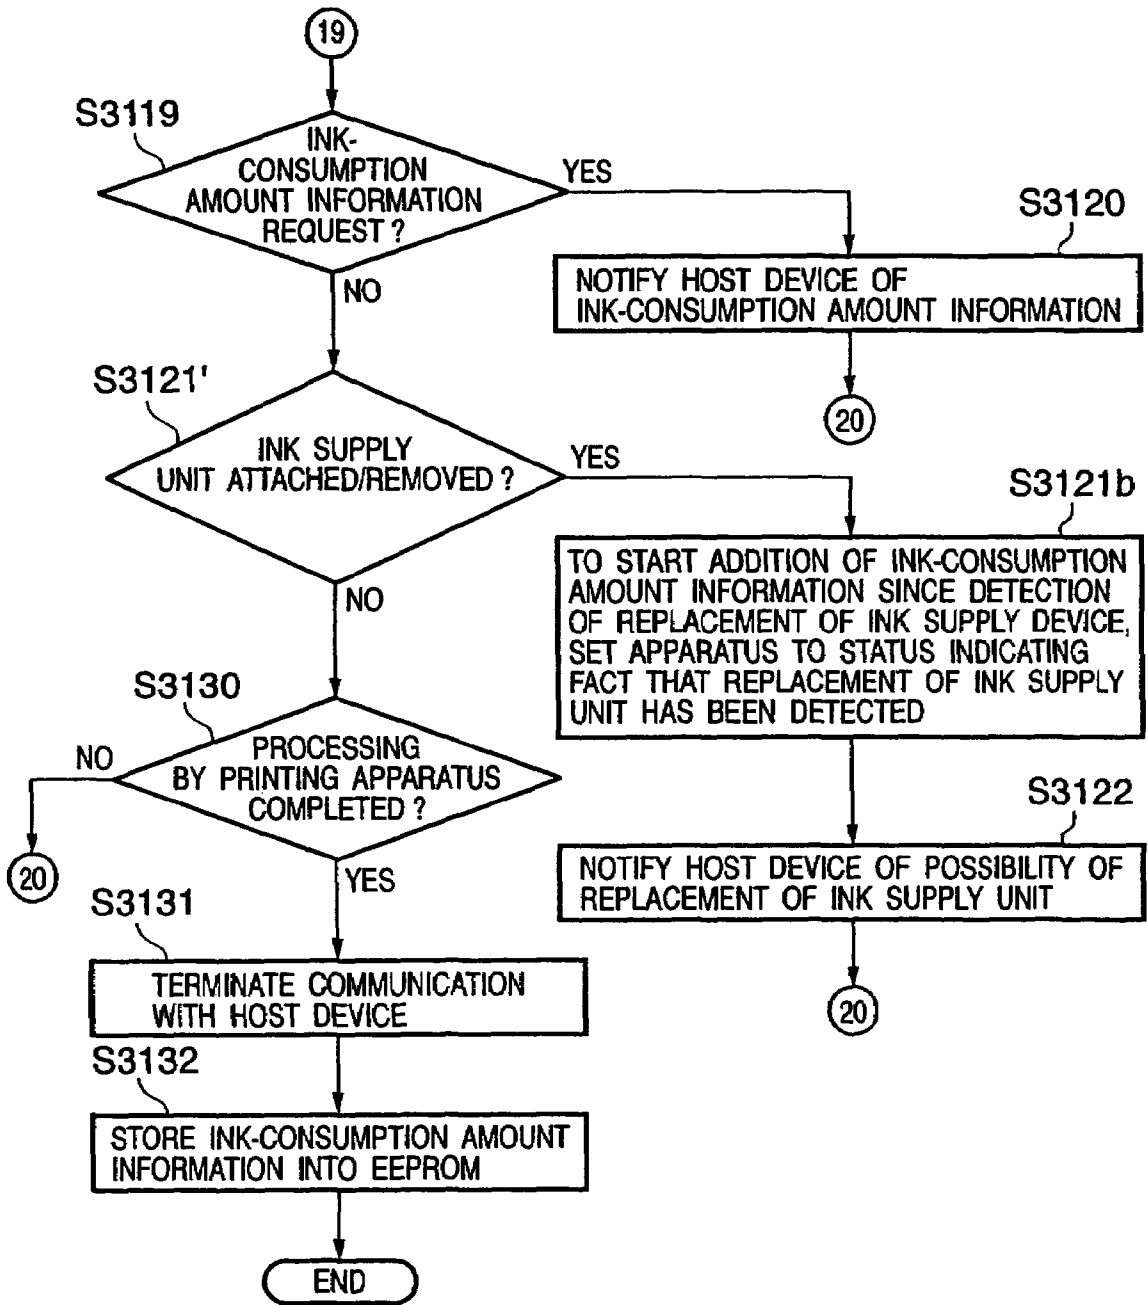 19
S3119
INK-
CONSUMPTION
AMOUNT INFORMATION
REQUEST ?
YES
NO
S3120
NOTIFY HOST DEVICE OF
INK-CONSUMPTION AMOUNT INFORMATION
20
S3121'
INK SUPPLY
UNIT ATTACHED/REMOVED ?
YES
NO
S3121b
TO START ADDITION OF INK-CONSUMPTION
AMOUNT INFORMATION SINCE DETECTION
OF REPLACEMENT OF INK SUPPLY DEVICE,
SET APPARATUS TO STATUS INDICATING
FACT THAT REPLACEMENT OF INK SUPPLY
UNIT HAS BEEN DETECTED
S3122
NOTIFY HOST DEVICE OF POSSIBILITY OF
REPLACEMENT OF INK SUPPLY UNIT
20
S3130
PROCESSING
BY PRINTING APPARATUS
COMPLETED ?
NO
20
YES
S3131
TERMINATE COMMUNICATION
WITH HOST DEVICE
S3132
STORE INK-CONSUMPTION AMOUNT
INFORMATION INTO EEPROM
END